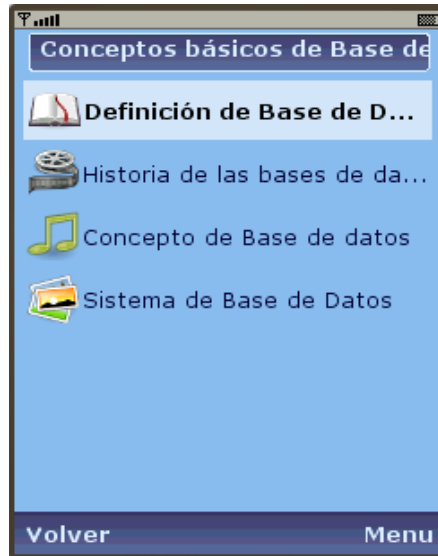 Conceptos básicos de Base de
Definición de Base de D...
Historia de las bases de da...
Concepto de Base de datos
Sistema de Base de Datos
Volver
Menu